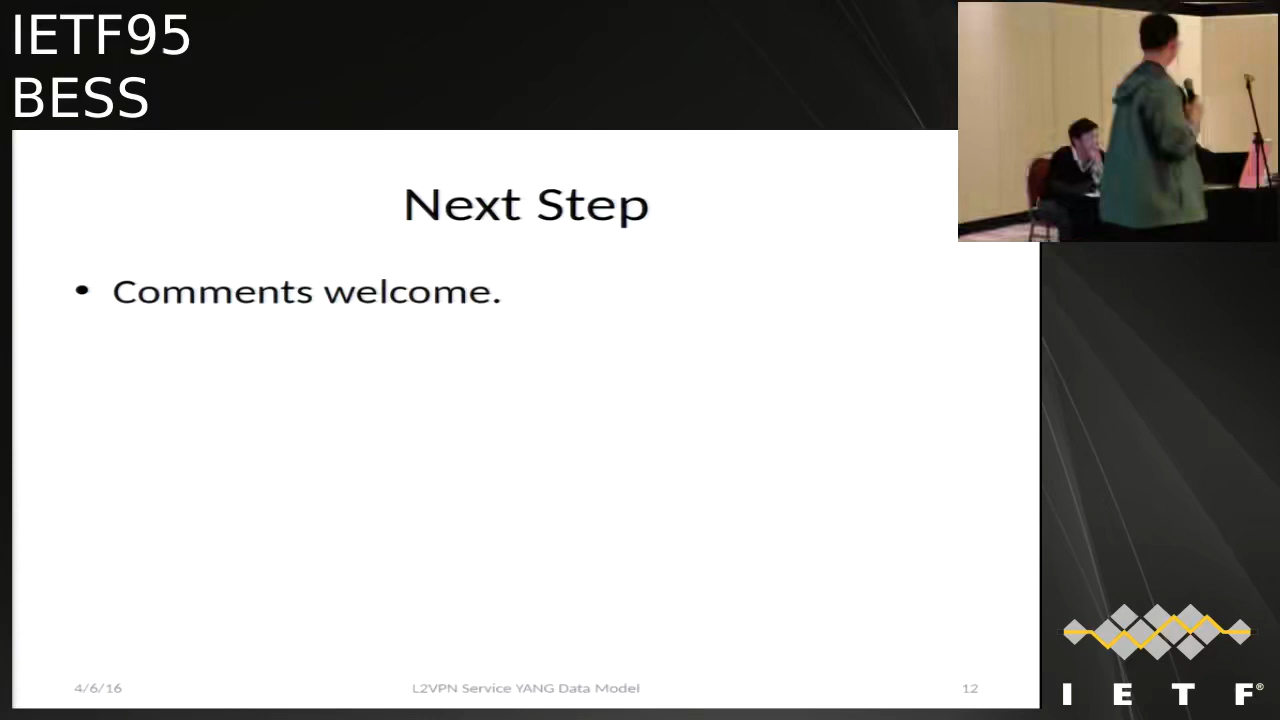 IETF95
BESS
Next Step
• Comments welcome.
4/6/16 L2VPN Service YANG Data Model 12
I E T F®